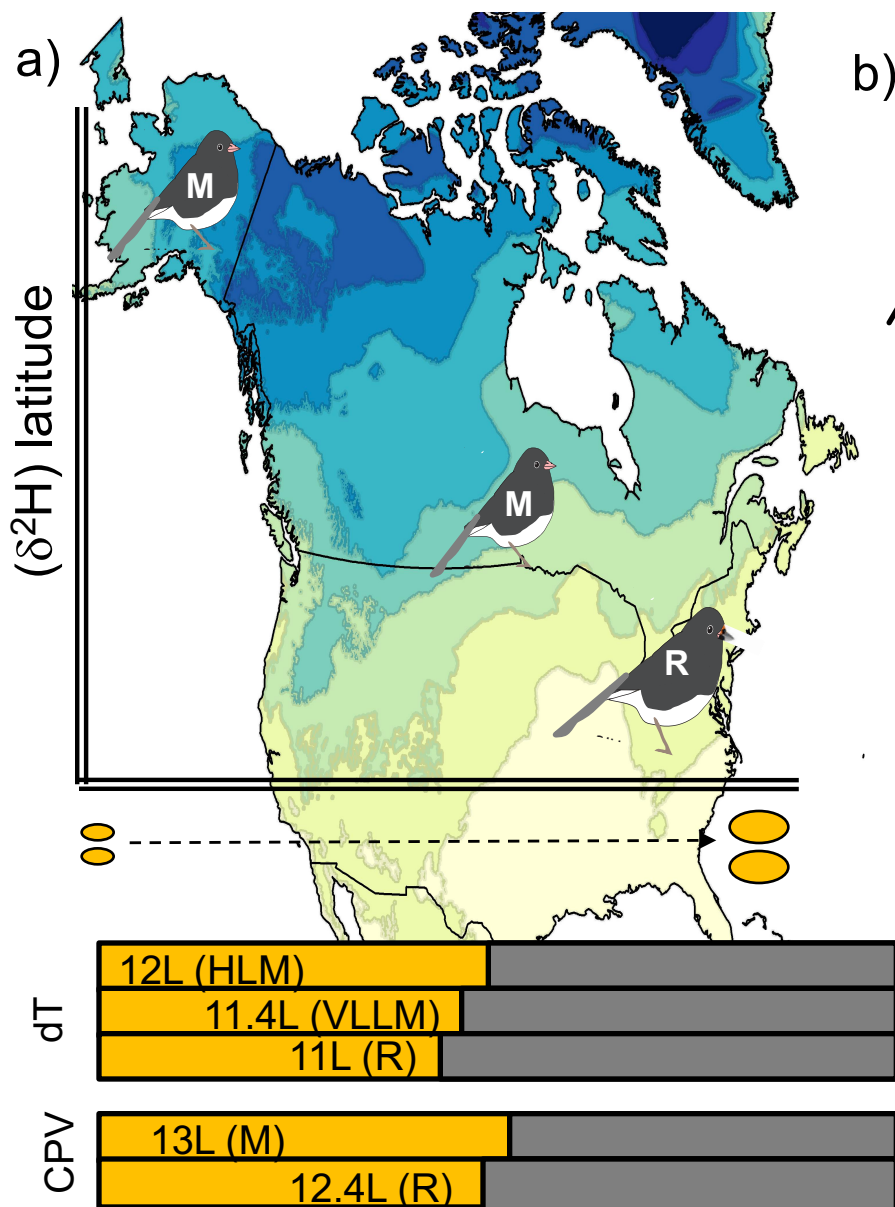 a)
b)
M
(δ²H) latitude
M
R
dT
12L (HLM)
11.4L (VLLM)
11L (R)
CPV
13L (M)
12.4L (R)